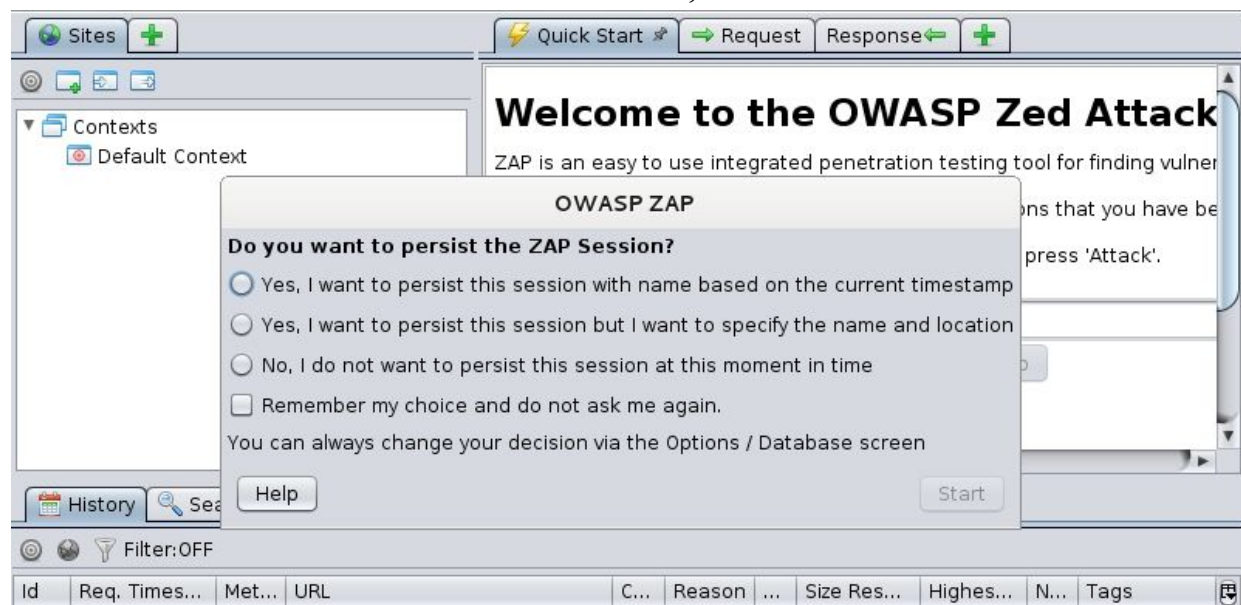 Sites
Quick Start
Request
Response
Welcome to the OWASP Zed Attack
Contexts
Default Context
ZAP is an easy to use integrated penetration testing tool for finding vulner
ons that you have be
press 'Attack'.
OWASP ZAP
Do you want to persist the ZAP Session?
Yes, I want to persist this session with name based on the current timestamp
Yes, I want to persist this session but I want to specify the name and location
No, I do not want to persist this session at this moment in time
Remember my choice and do not ask me again.
You can always change your decision via the Options / Database screen
Help
Start
History
Sea
Filter:OFF
Id Req. Times... Met... URL C... Reason ... Size Res... Highes... N... Tags